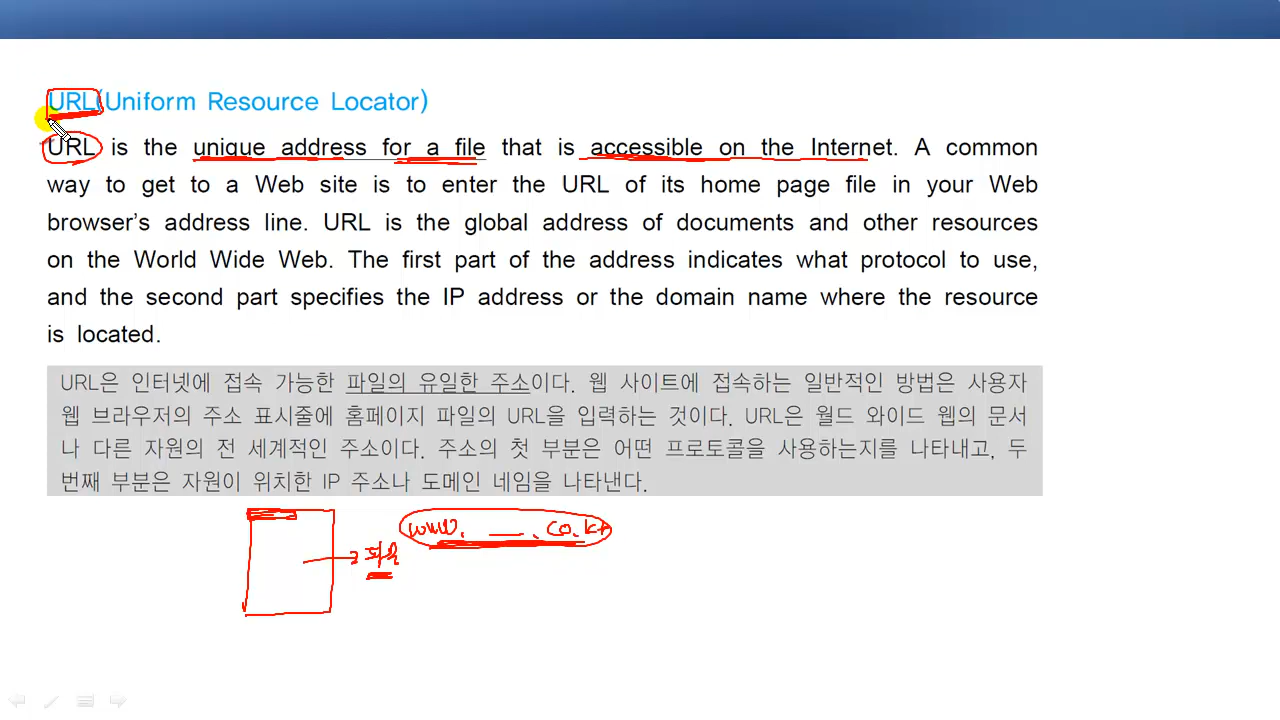 URL(Uniform Resource Locator)
URL is the unique address for a file that is accessible on the Internet. A common
way to get to a Web site is to enter the URL of its home page file in your Web
browser's address line. URL is the global address of documents and other resources
on the World Wide Web. The first part of the address indicates what protocol to use,
and the second part specifies the IP address or the domain name where the resource
is located.
URL은 인터넷에 접속 가능한 파일의 유일한 주소이다. 웹 사이트에 접속하는 일반적인 방법은 사용자
웹 브라우저의 주소 표시줄에 홈페이지 파일의 URL을 입력하는 것이다. URL은 월드 와이드 웹의 문서
나 다른 자원의 전 세계적인 주소이다. 주소의 첫 부분은 어떤 프로토콜을 사용하는지를 나타내고, 두
번째 부분은 자원이 위치한 IP 주소나 도메인 네임을 나타낸다.
www. __ .co.kr
파일